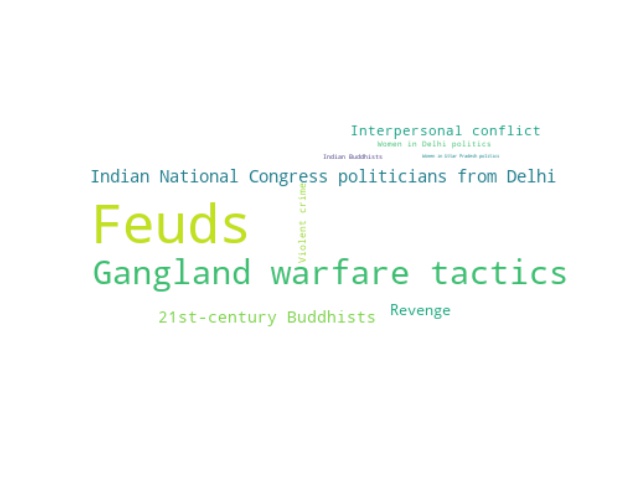 Interpersonal conflict
Women in Delhi politics
Indian Buddhists
Women in Uttar Pradesh politics
Indian National Congress politicians from Delhi
Violent crime
Feuds
Gangland warfare tactics
Revenge
21st-century Buddhists